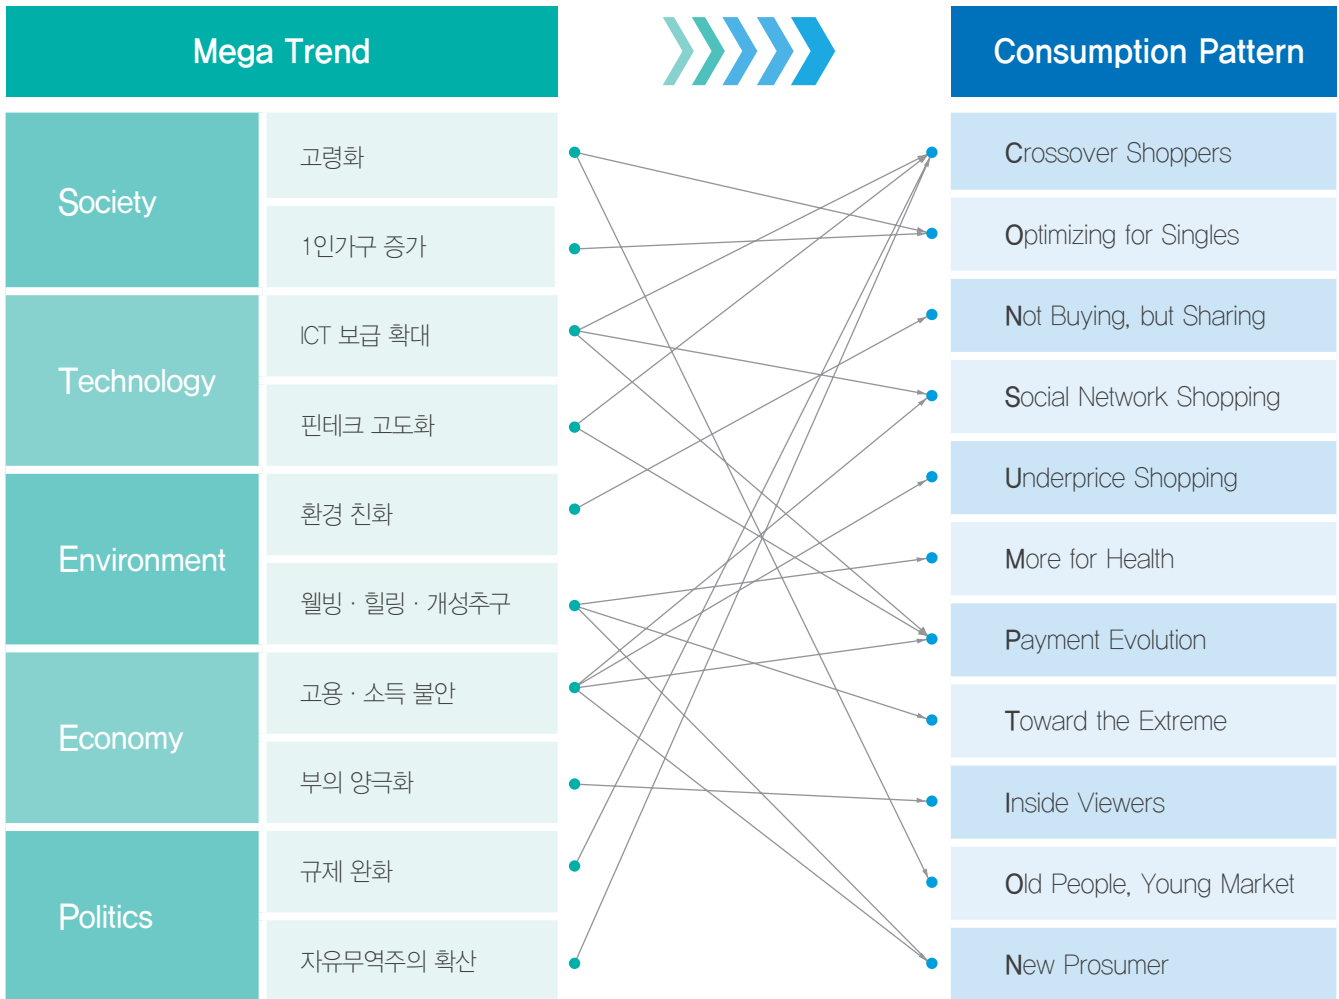 Mega Trend
Consumption Pattern
Society
고령화
1인가구 증가
Technology
ICT 보급 확대
핀테크 고도화
Environment
환경 친화
웰빙 · 힐링 · 개성추구
Economy
고용 · 소득 불안
부의 양극화
Politics
규제 완화
자유무역주의 확산
Crossover Shoppers
Optimizing for Singles
Not Buying, but Sharing
Social Network Shopping
Underprice Shopping
More for Health
Payment Evolution
Toward the Extreme
Inside Viewers
Old People, Young Market
New Prosumer